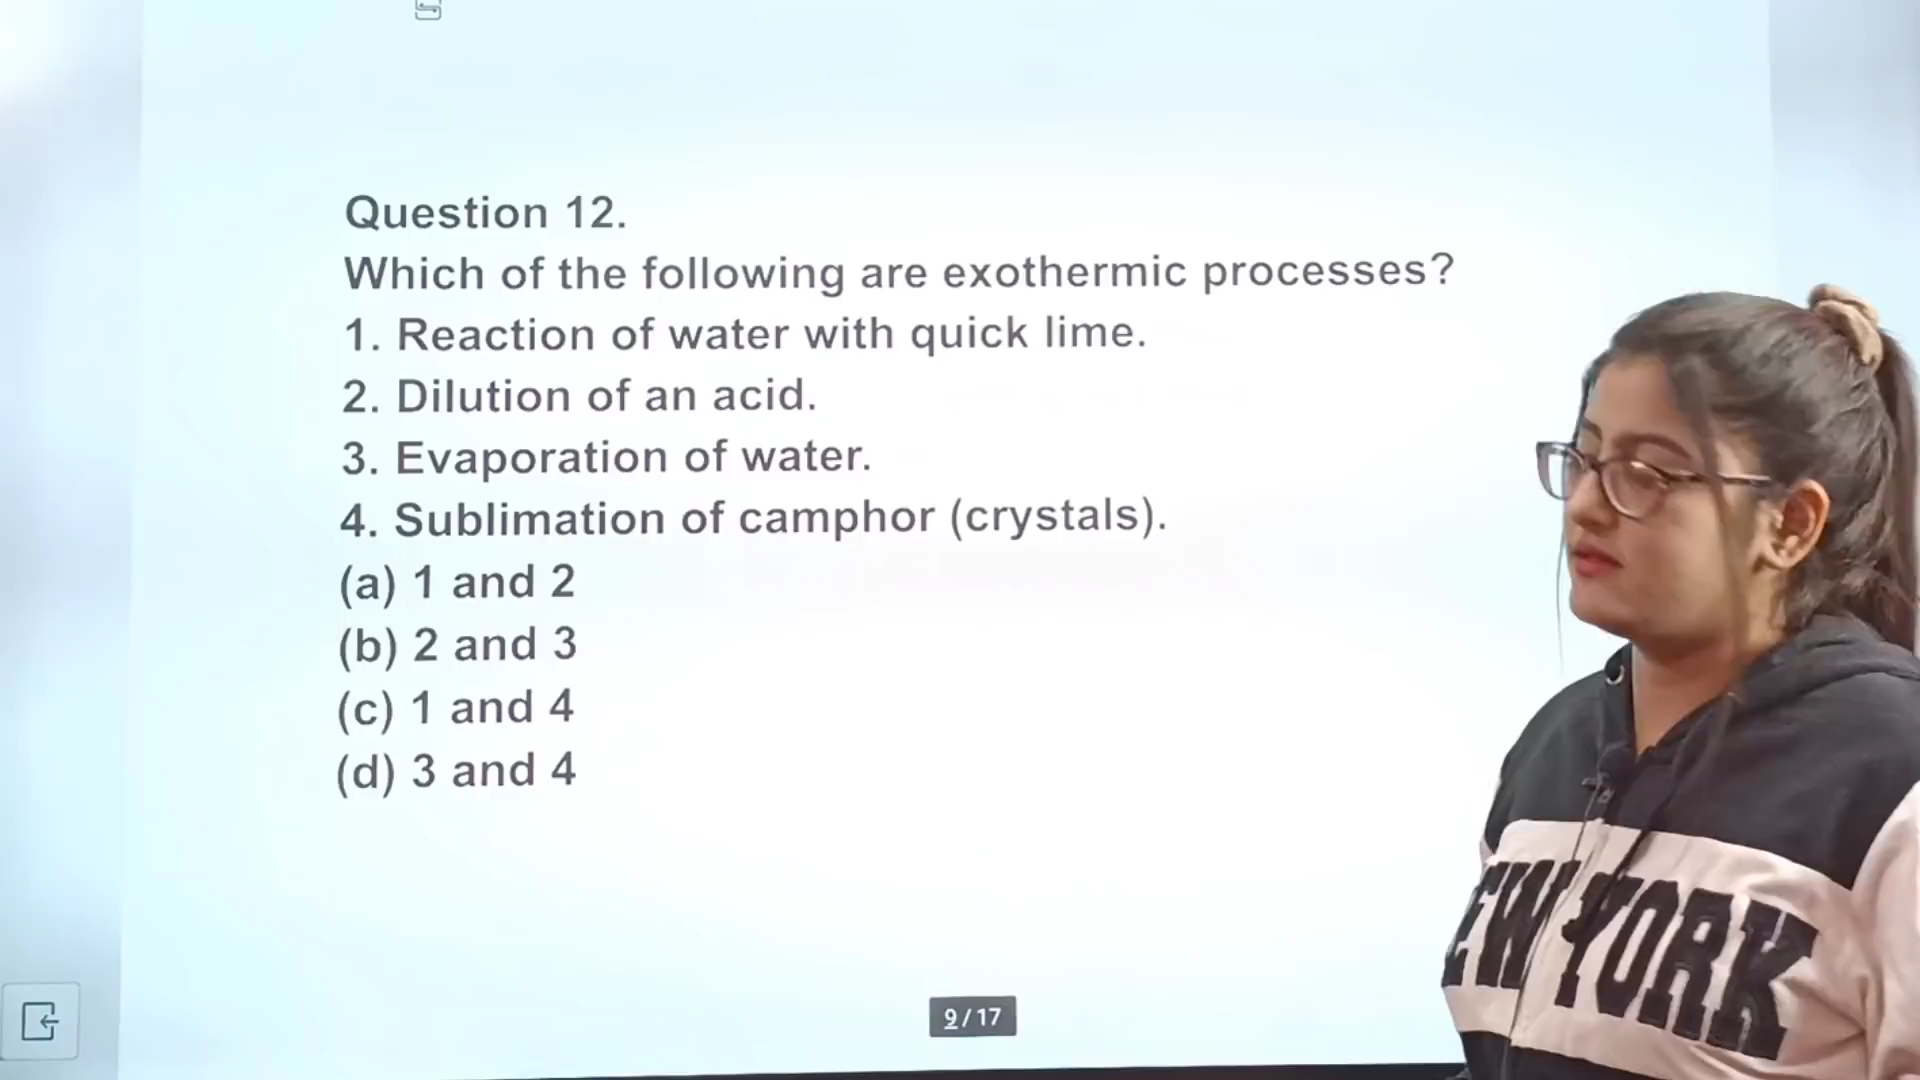 Question 12.
Which of the following are exothermic processes?
1. Reaction of water with quick lime.
2. Dilution of an acid.
3. Evaporation of water.
4. Sublimation of camphor (crystals).
(a) 1 and 2
(b) 2 and 3
(c) 1 and 4
(d) 3 and 4
9 / 17
EW YORK